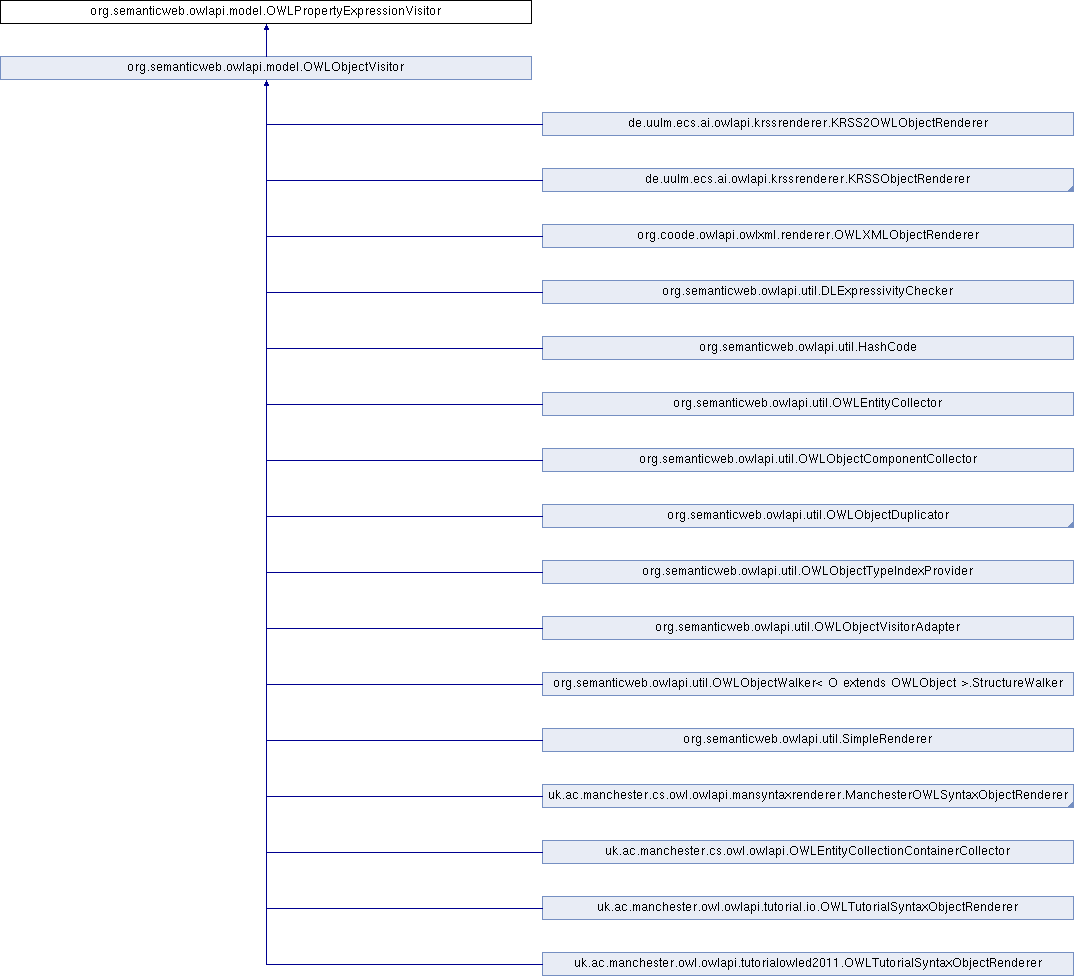 org.semanticweb.owlapi.model.OWLPropertyExpressionVisitor
org.semanticweb.owlapi.model.OWLObjectVisitor
de.uulm.ecs.ai.owlapi.krssrenderer.KRSS2OWLObjectRenderer
de.uulm.ecs.ai.owlapi.krssrenderer.KRSSObjectRenderer
org.coode.owlapi.owlxml.renderer.OWLXMLObjectRenderer
org.semanticweb.owlapi.util.DLExpressivityChecker
org.semanticweb.owlapi.util.HashCode
org.semanticweb.owlapi.util.OWLEntityCollector
org.semanticweb.owlapi.util.OWLObjectComponentCollector
org.semanticweb.owlapi.util.OWLObjectDuplicator
org.semanticweb.owlapi.util.OWLObjectTypeIndexProvider
org.semanticweb.owlapi.util.OWLObjectVisitorAdapter
org.semanticweb.owlapi.util.OWLObjectWalker< O extends OWLObject >.StructureWalker
org.semanticweb.owlapi.util.SimpleRenderer
uk.ac.manchester.cs.owl.owlapi.mansyntaxrenderer.ManchesterOWLSyntaxObjectRenderer
uk.ac.manchester.cs.owl.owlapi.OWLEntityCollectionContainerCollector
uk.ac.manchester.owl.owlapi.tutorial.io.OWLTutorialSyntaxObjectRenderer
uk.ac.manchester.owl.owlapi.tutorialowled2011.OWLTutorialSyntaxObjectRenderer